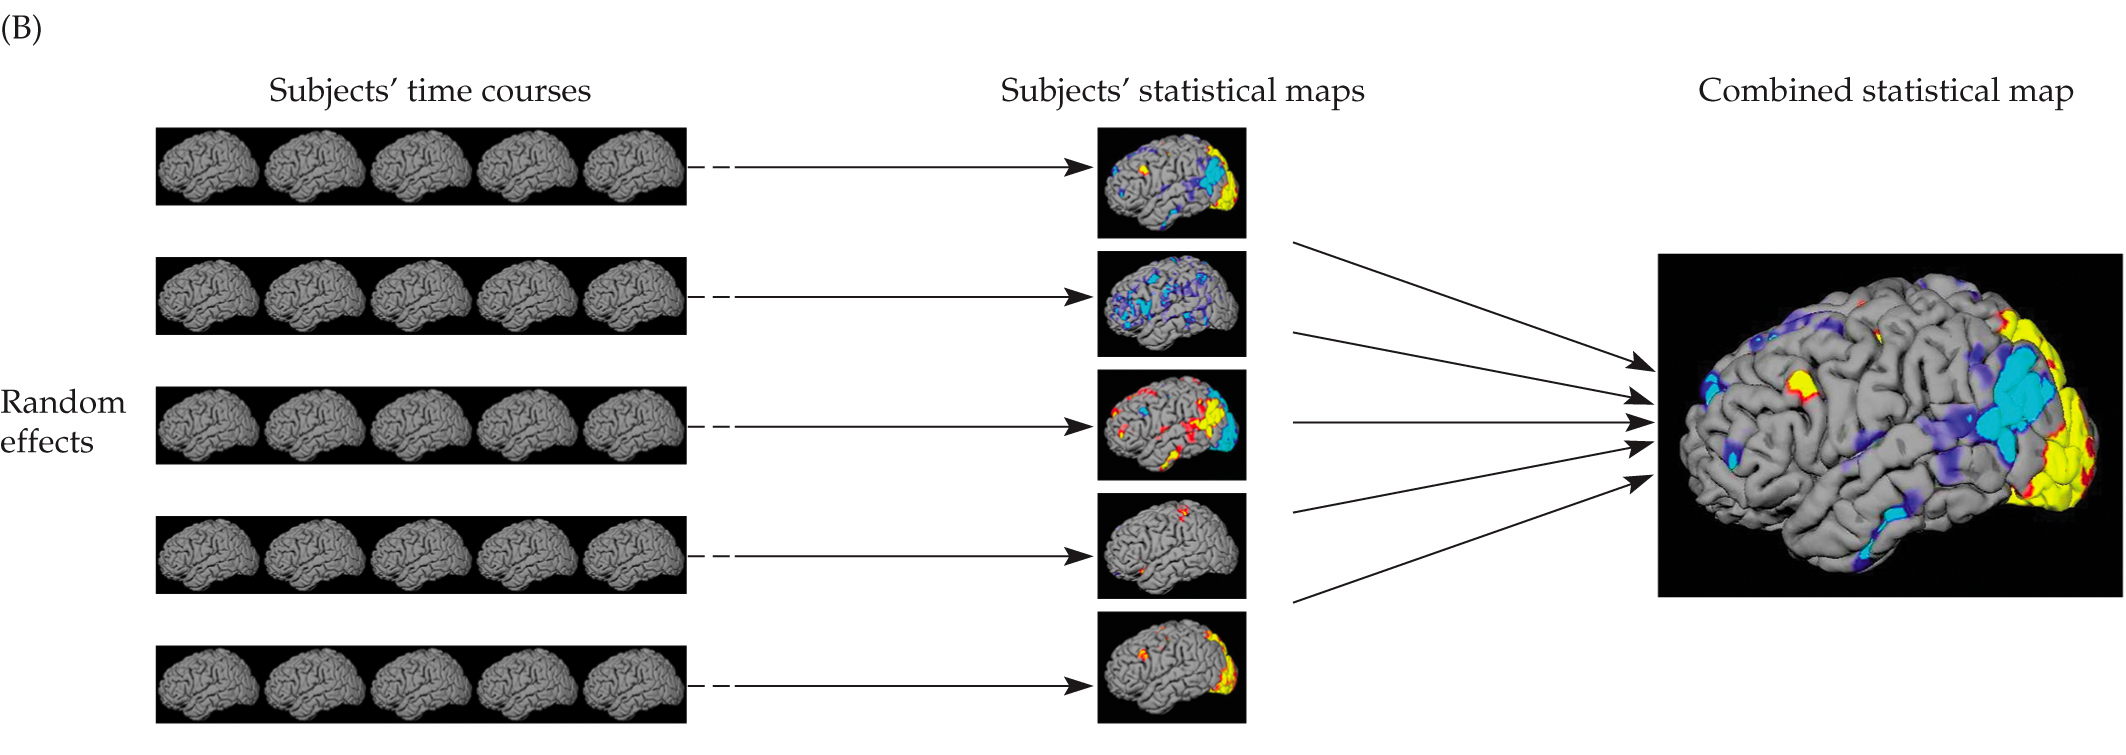 (B)
Subjects’ time courses
Subjects’ statistical maps
Combined statistical map
Random
effects